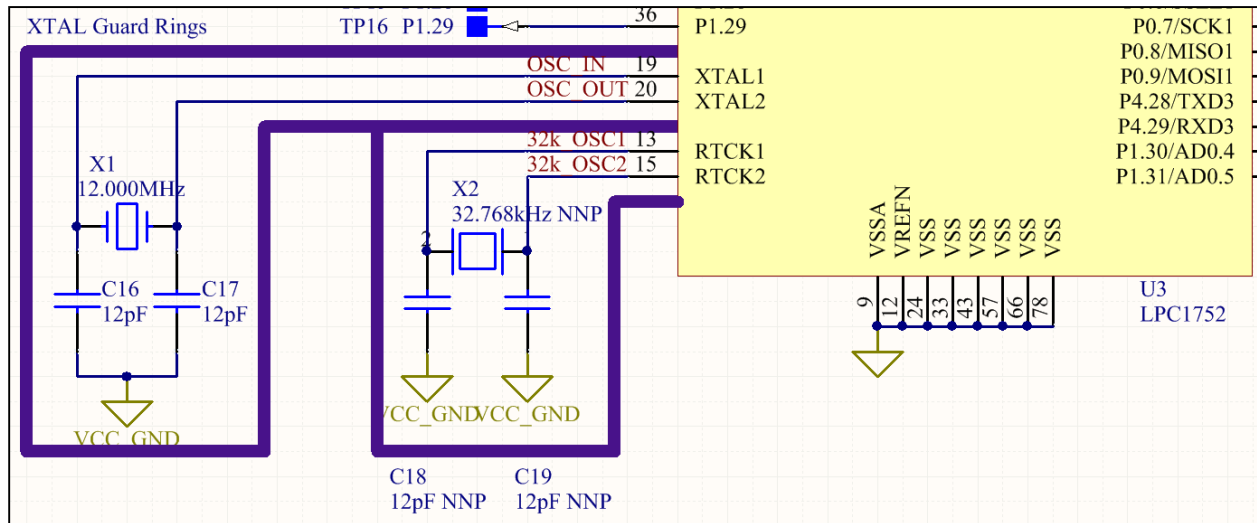 XTAL Guard Rings
TP16 P1.29
36
P1.29
P0.7/SCK1
P0.8/MISO1
OSC_IN 19
XTAL1
P0.9/MOSI1
OSC_OUT 20
XTAL2
P4.28/TXD3
P4.29/RXD3
32k_OSC1 13
RTCK1
P1.30/AD0.4
32k_OSC2 15
RTCK2
P1.31/AD0.5
X1
12.000MHz
X2
32.768kHz NNP
2
1
VSSA
VREFN
VSS
VSS
VSS
VSS
VSS
VSS
9
12
24
33
43
57
66
78
C16
12pF
C17
12pF
U3
LPC1752
VCC_GND
VCC_GND
VCC_GND
C18
12pF NNP
C19
12pF NNP